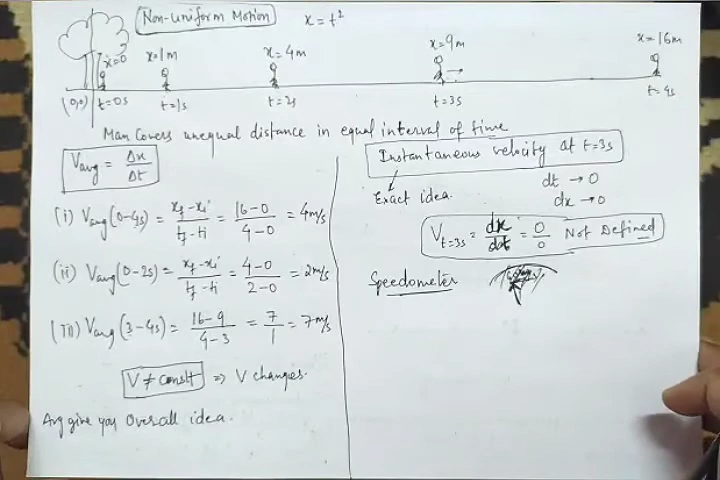 Non-uniform Motion x = t²
x=0 x=1m x=4m x=9m x=16m
(0,0) t=0s t=1s t=2s t=3s t=4s
Man Covers unequal distance in equal interval of time
Vavg = Δx/Δt
(i) Vavg(0-4s) = xf-xi/tf-ti = 16-0/4-0 = 4m/s
(ii) Vavg(0-2s) = xf-xi/tf-ti = 4-0/2-0 = 2m/s
(III) Vavg(3-4s) = 16-9/4-3 = 7/1 = 7m/s
V ≠ constt ⇒ V changes.
Avg give you Overall idea.
Instantaneous velocity at t=3s
Exact idea.
dt → 0
dx → 0
Vt=3s = dx/dt = 0/0 Not Defined
Speedometer